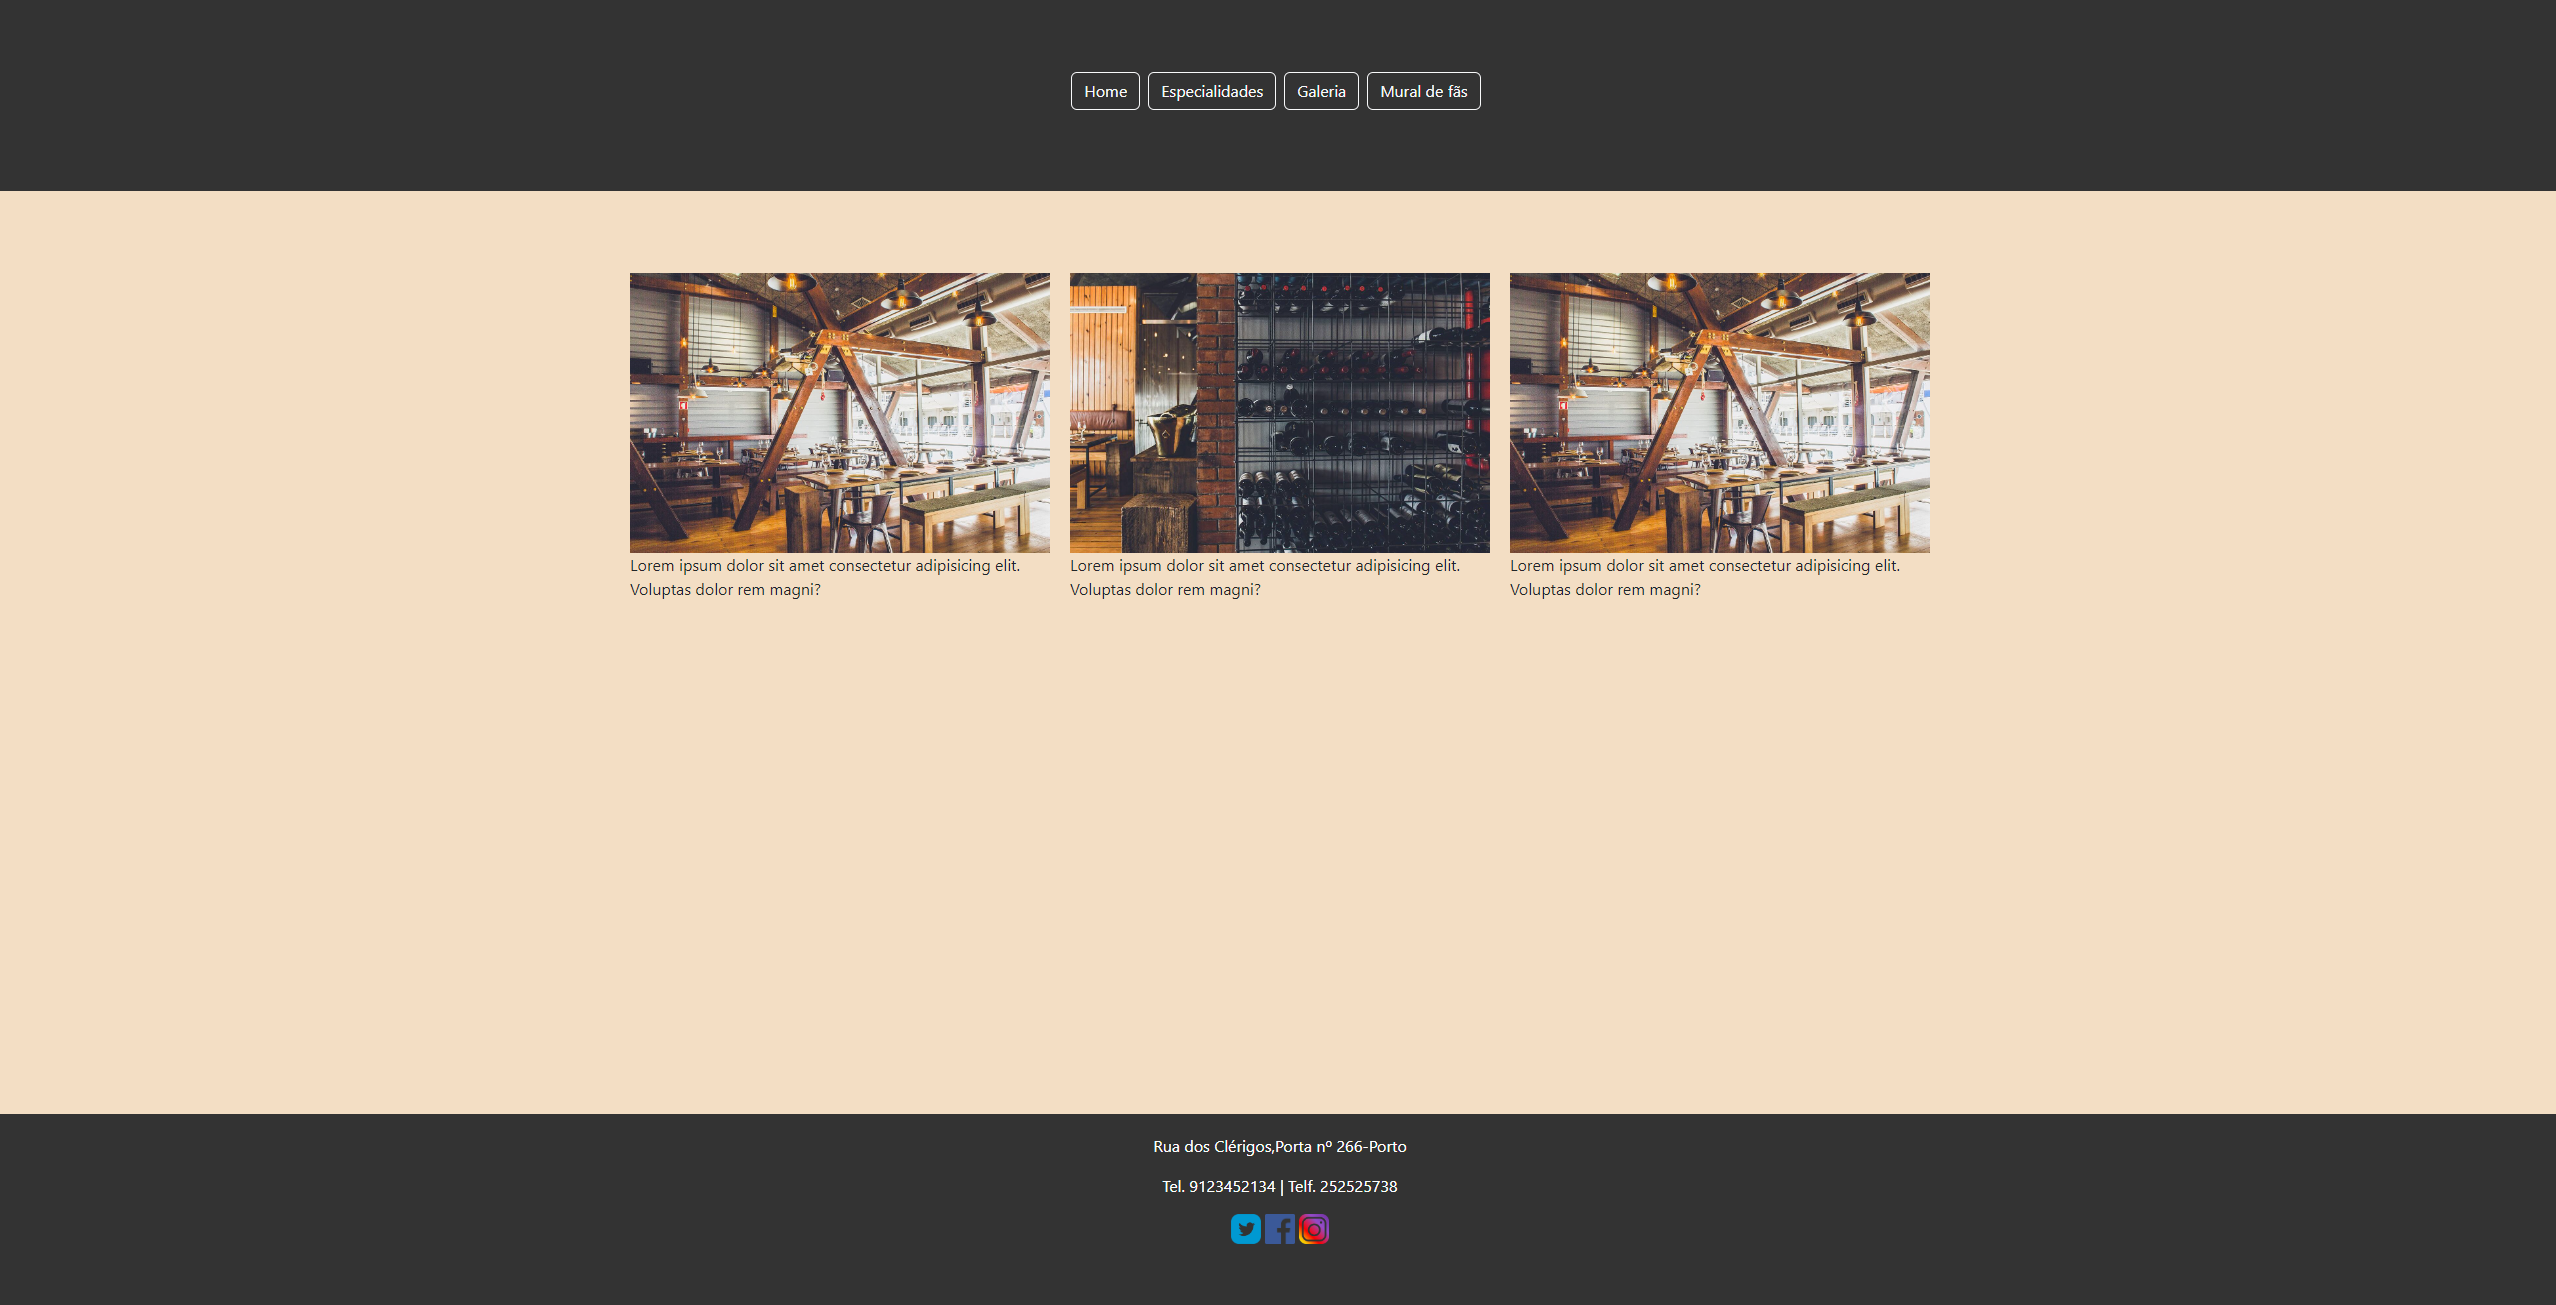 Home
Especialidades
Galeria
Mural de fãs
Lorem ipsum dolor sit amet consectetur adipisicing elit.
Voluptas dolor rem magni?
Lorem ipsum dolor sit amet consectetur adipisicing elit.
Voluptas dolor rem magni?
Lorem ipsum dolor sit amet consectetur adipisicing elit.
Voluptas dolor rem magni?
Rua dos Clérigos,Porta nº 266-Porto
Tel. 9123452134 | Telf. 252525738